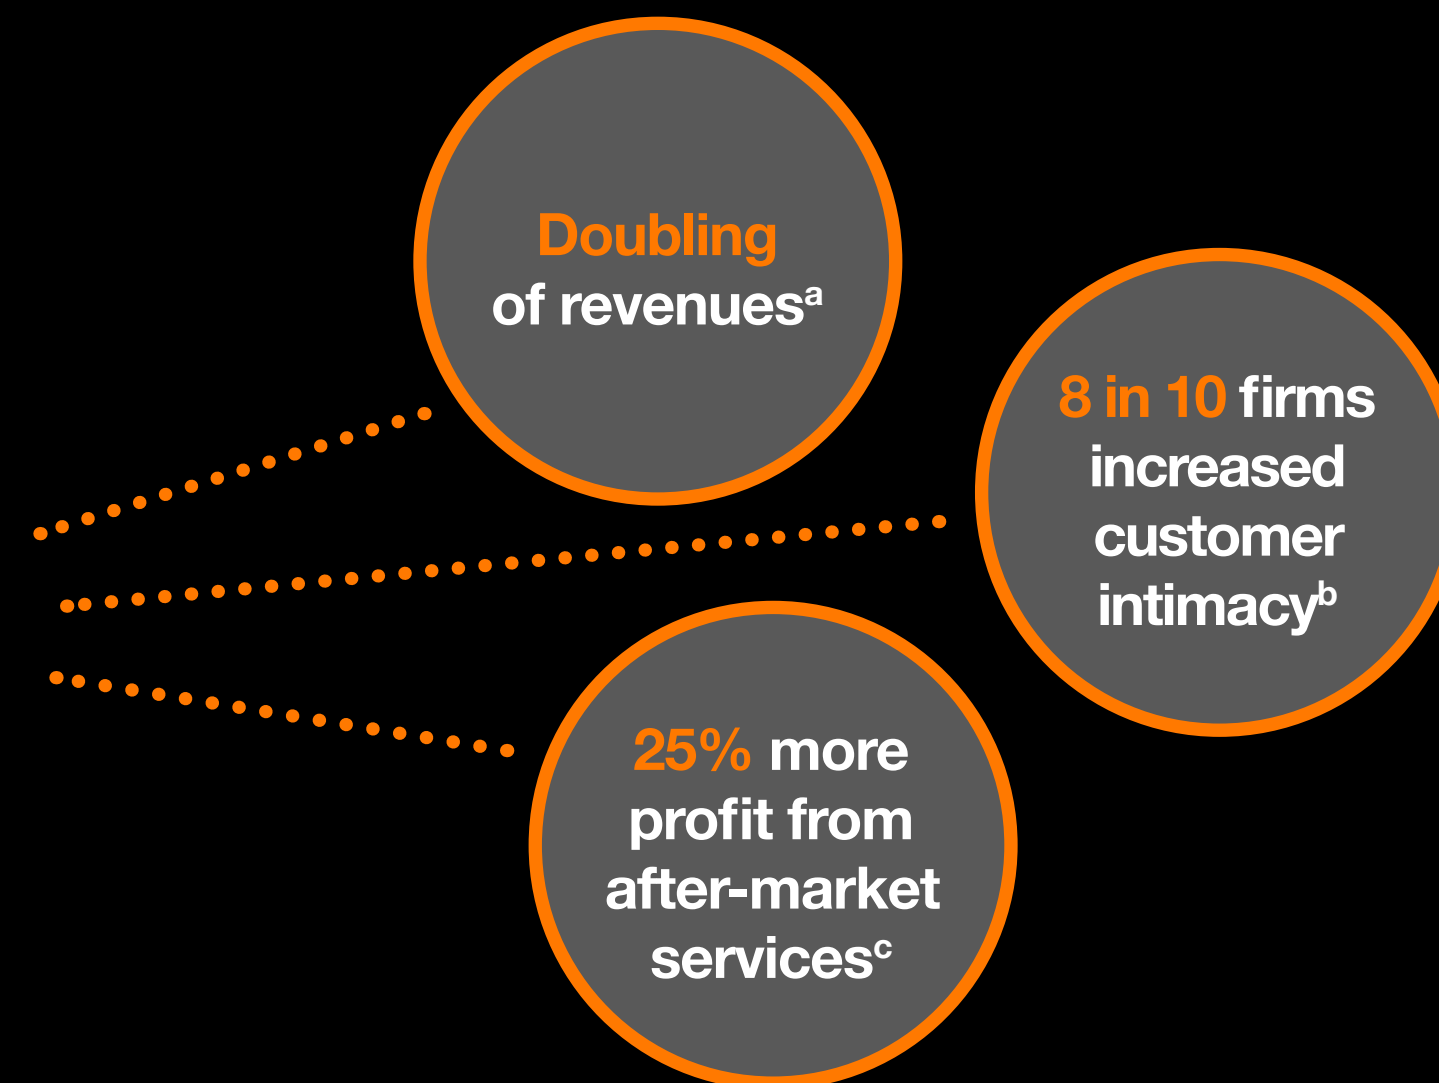 Doubling
of revenuesᵃ
8 in 10 firms
increased
customer
intimacyᵇ
25% more
profit from
after-market
servicesᶜ